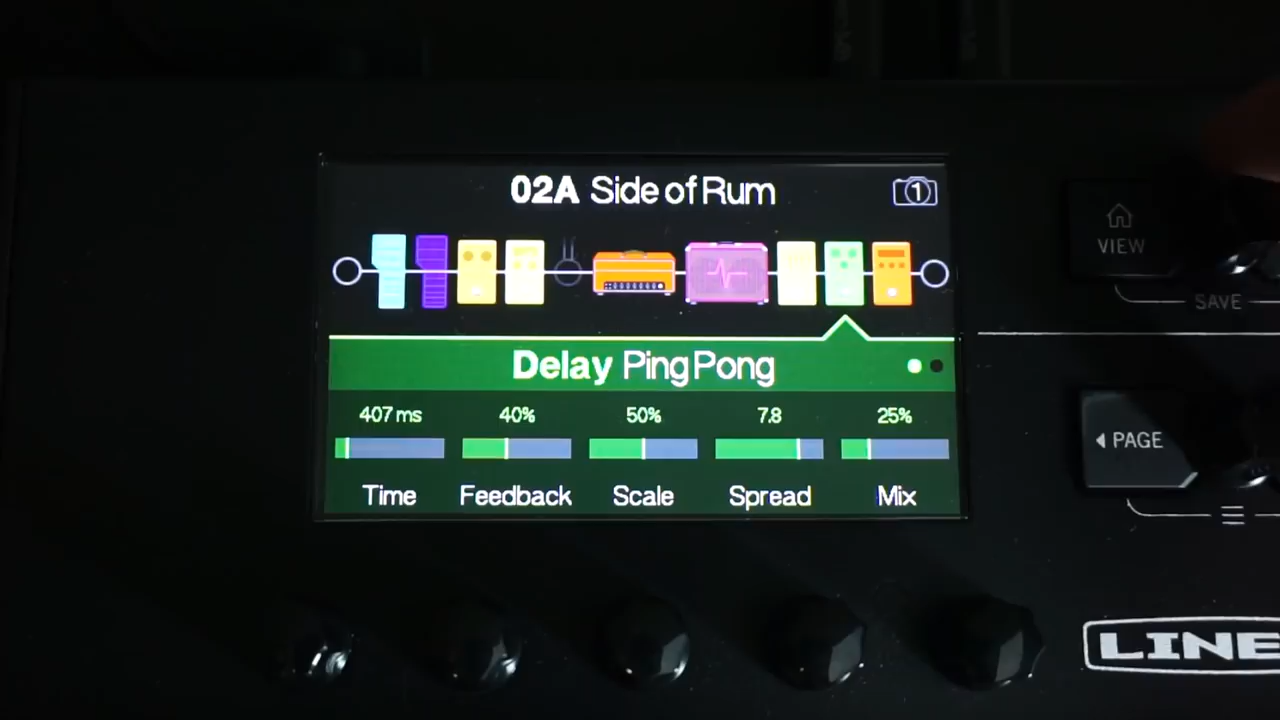 02A Side of Rum
1
VIEW
SAVE
Delay Ping Pong
407 ms 40% 50% 7.8 25%
Time Feedback Scale Spread Mix
PAGE
LINE